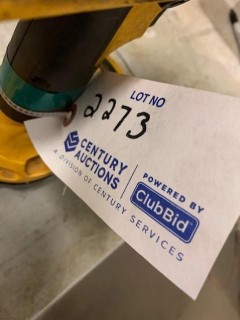 LOT NO
2273
CENTURY
AUCTIONS
A DIVISION OF CENTURY SERVICES
POWERED BY
ClubBid